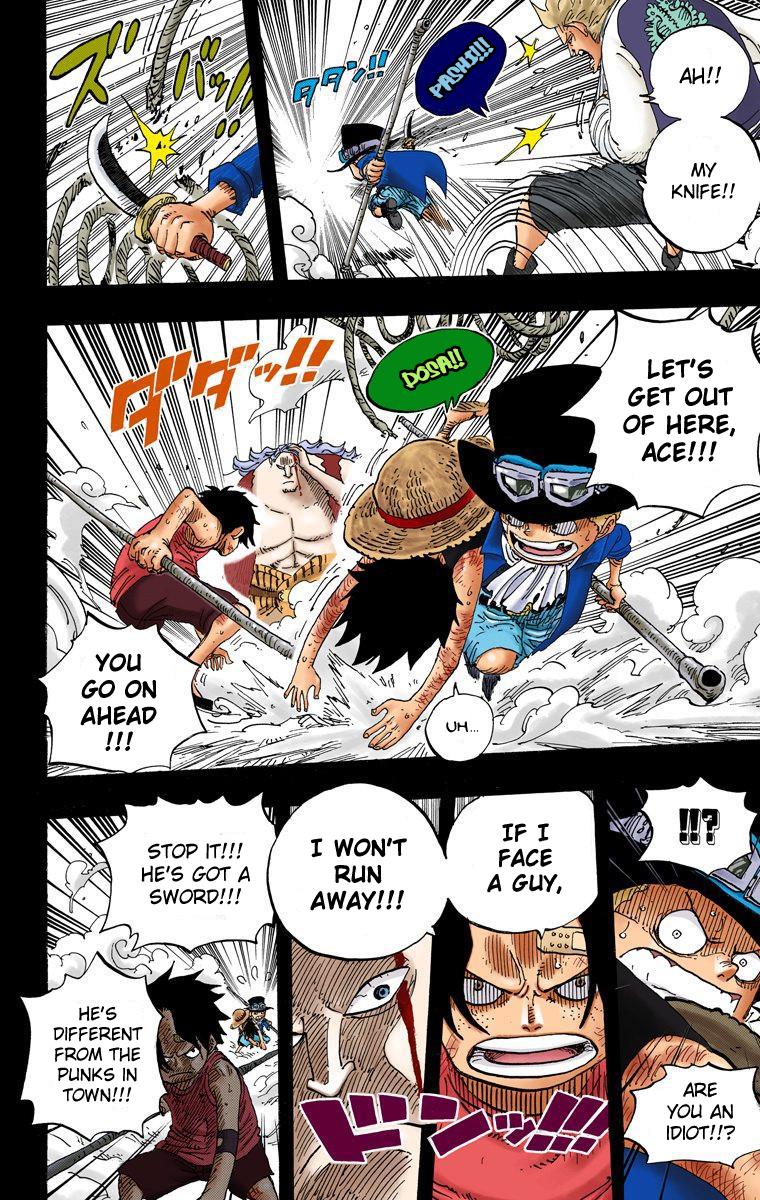 AH!!
MY
KNIFE!!
PASHI!!!
タタン!!
ズバッ!!
LET'S
GET OUT
OF HERE,
ACE!!!
DOSA!!
ダダッ!!
UH...
YOU
GO ON
AHEAD
!!!
!!?
ARE
YOU AN
IDIOT!!?
IF I
FACE
A GUY,
I WON'T
RUN
AWAY!!!
ドンッ!!!
STOP IT!!!
HE'S GOT A
SWORD!!!
HE'S
DIFFERENT
FROM THE
PUNKS IN
TOWN!!!